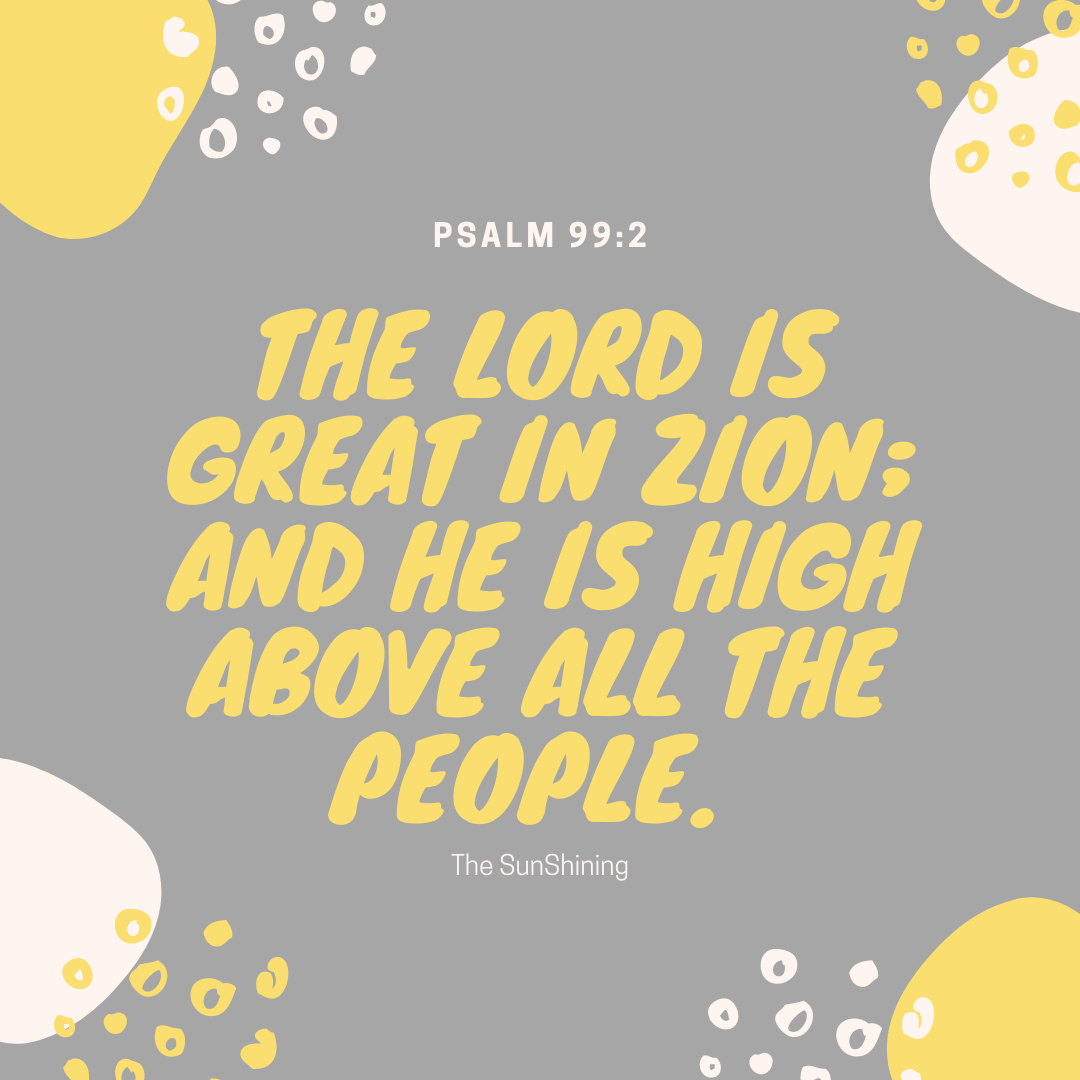 PSALM 99:2
THE LORD IS
GREAT IN ZION;
AND HE IS HIGH
ABOVE ALL THE
PEOPLE.
The SunShining